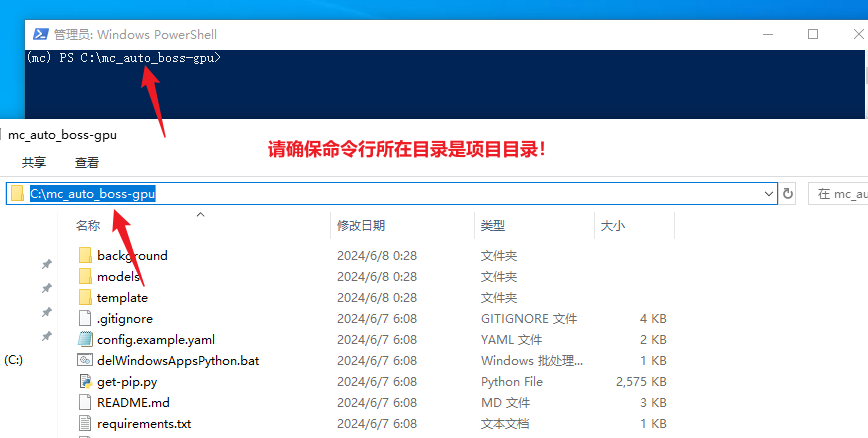 管理员: Windows PowerShell
(mc) PS C:\mc_auto_boss-gpu>
mc_auto_boss-gpu
请确保命令行所在目录是项目目录！
共享 查看
C:\mc_auto_boss-gpu 在 mc_au
名称 修改日期 类型 大小
background 2024/6/8 0:28 文件夹
models 2024/6/8 0:28 文件夹
template 2024/6/8 0:28 文件夹
.gitignore 2024/6/7 6:08 GITIGNORE 文件 4 KB
config.example.yaml 2024/6/7 6:08 YAML 文件 2 KB
(C:) delWindowsAppsPython.bat 2024/6/7 6:08 Windows 批处理... 1 KB
get-pip.py 2024/6/7 6:08 Python File 2,575 KB
README.md 2024/6/7 6:08 MD 文件 3 KB
requirements.txt 2024/6/7 6:08 文本文档 1 KB